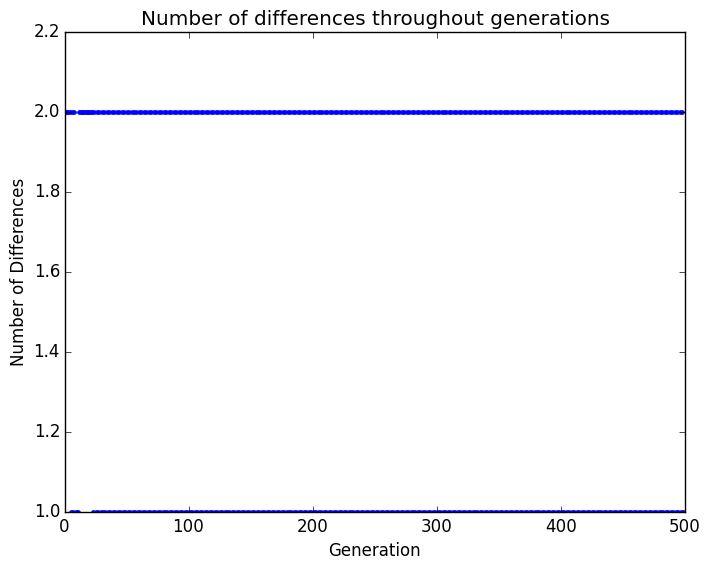 Number of differences throughout generations
2.2
2.0
1.8
1.6
1.4
1.2
1.0
Number of Differences
0 100 200 300 400 500
Generation